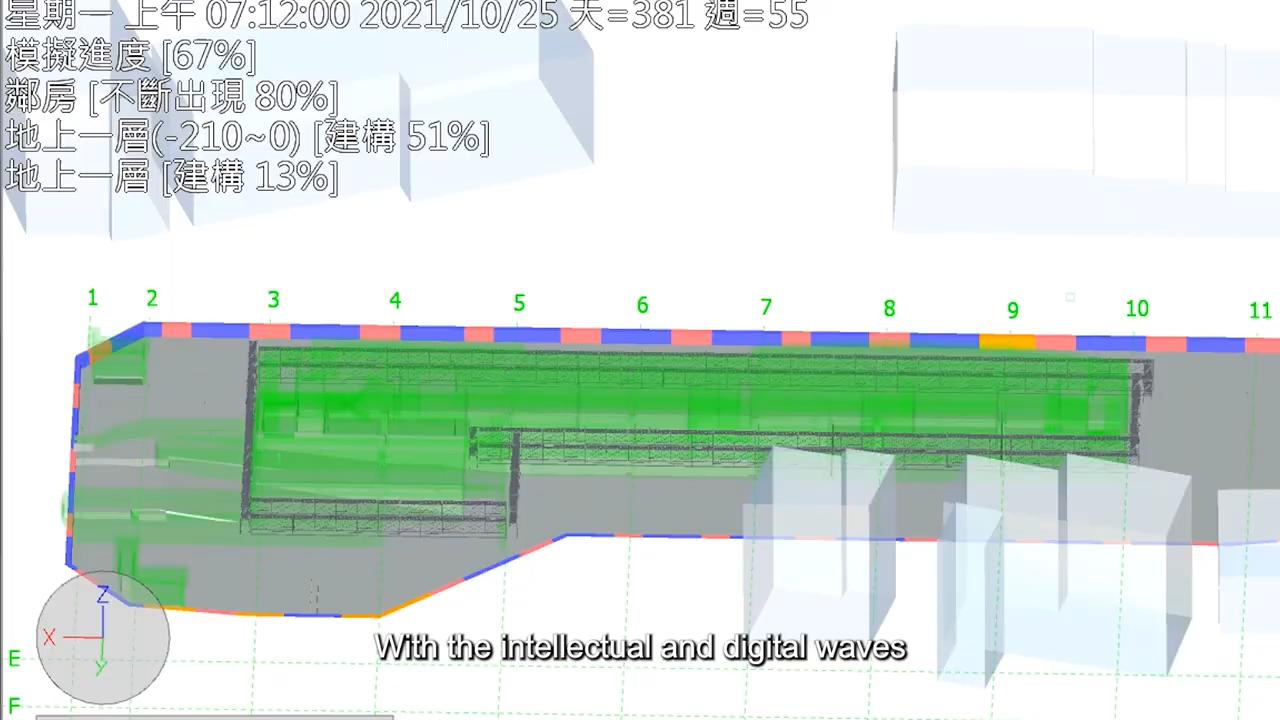 星期一 上午 07:12:00 2021/10/25 天=381 週=55
模擬進度 [67%]
鄰房 [不斷出現 80%]
地上一層(-210~0) [建構 51%]
地上一層 [建構 13%]
1 2 3 4 5 6 7 8 9 10 11
Z
X
Y
With the intellectual and digital waves
E
F